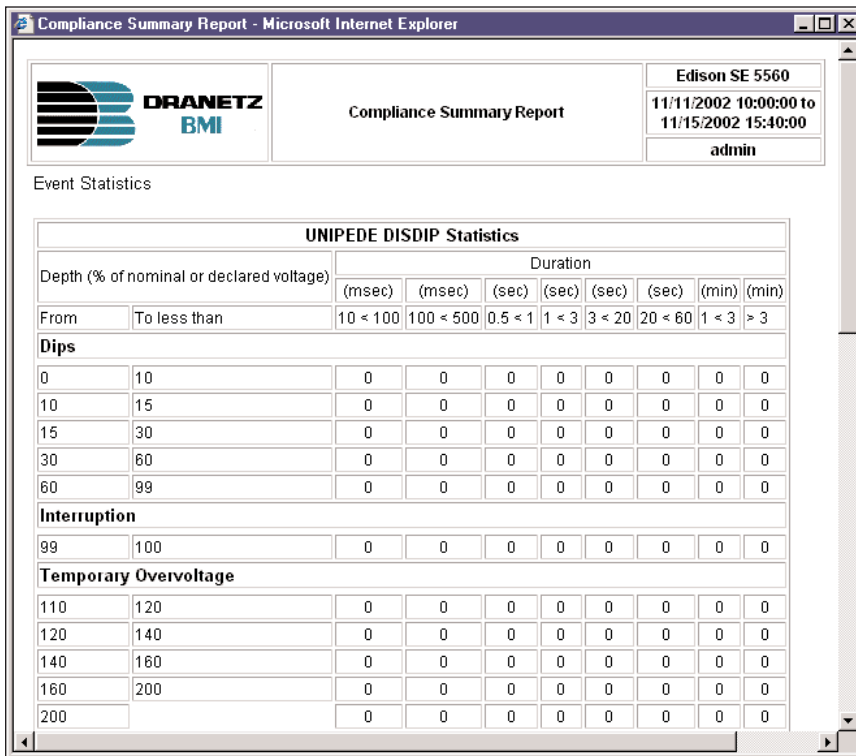 Compliance Summary Report - Microsoft Internet Explorer
DRANETZ
BMI
Compliance Summary Report
Edison SE 5560
11/11/2002 10:00:00 to
11/15/2002 15:40:00
admin
Event Statistics
UNIPEDE DISDIP Statistics
Depth (% of nominal or declared voltage)
Duration
(msec) (msec) (sec) (sec) (sec) (sec) (min) (min)
From To less than 10 < 100 100 < 500 0.5 < 1 1 < 3 3 < 20 20 < 60 1 < 3 > 3
Dips
0 10 0 0 0 0 0 0 0 0
10 15 0 0 0 0 0 0 0 0
15 30 0 0 0 0 0 0 0 0
30 60 0 0 0 0 0 0 0 0
60 99 0 0 0 0 0 0 0 0
Interruption
99 100 0 0 0 0 0 0 0 0
Temporary Overvoltage
110 120 0 0 0 0 0 0 0 0
120 140 0 0 0 0 0 0 0 0
140 160 0 0 0 0 0 0 0 0
160 200 0 0 0 0 0 0 0 0
200 0 0 0 0 0 0 0 0